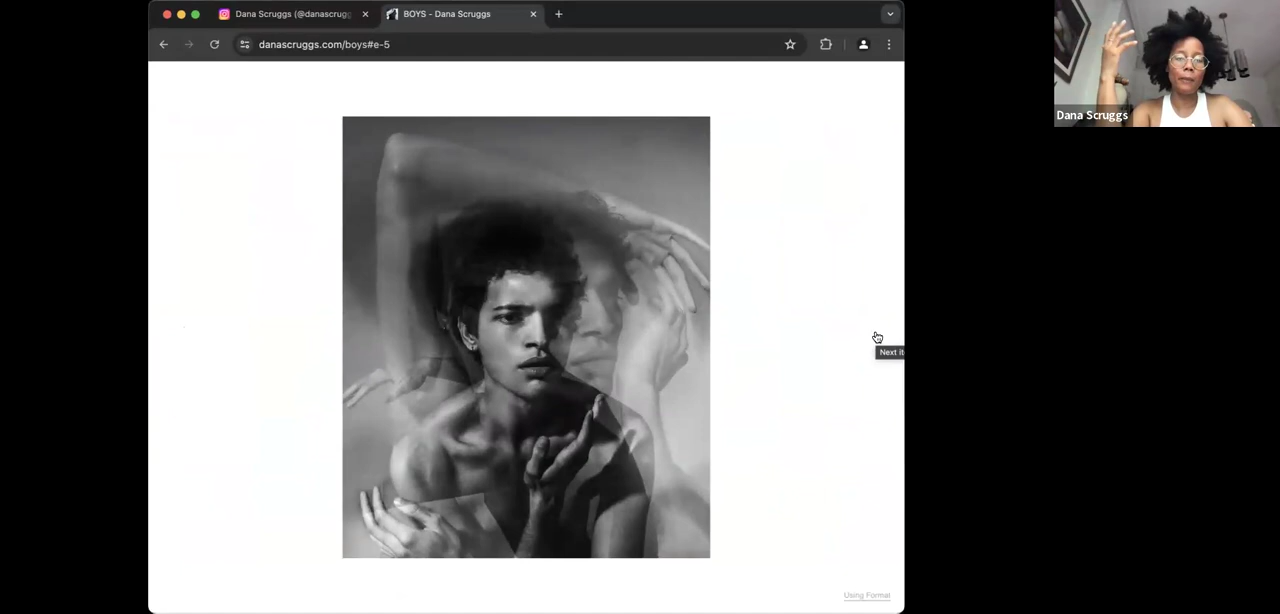 Dana Scruggs (@danascrugg
BOYS - Dana Scruggs
danascruggs.com/boys#e-5
Dana Scruggs
Next it
Using Format